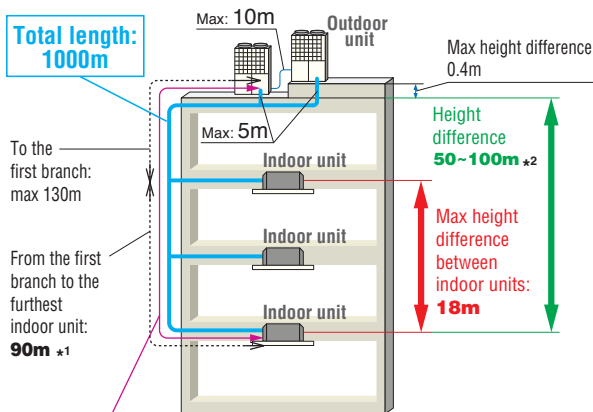 Total length:
1000m
Max: 10m
Outdoor
unit
Max height difference
0.4m
Max: 5m
Height
difference
50~100m *2
To the
first branch:
max 130m
Indoor unit
Max height
difference
between
indoor units:
18m
Indoor unit
From the first
branch to the
furthest
indoor unit:
90m *1
Indoor unit